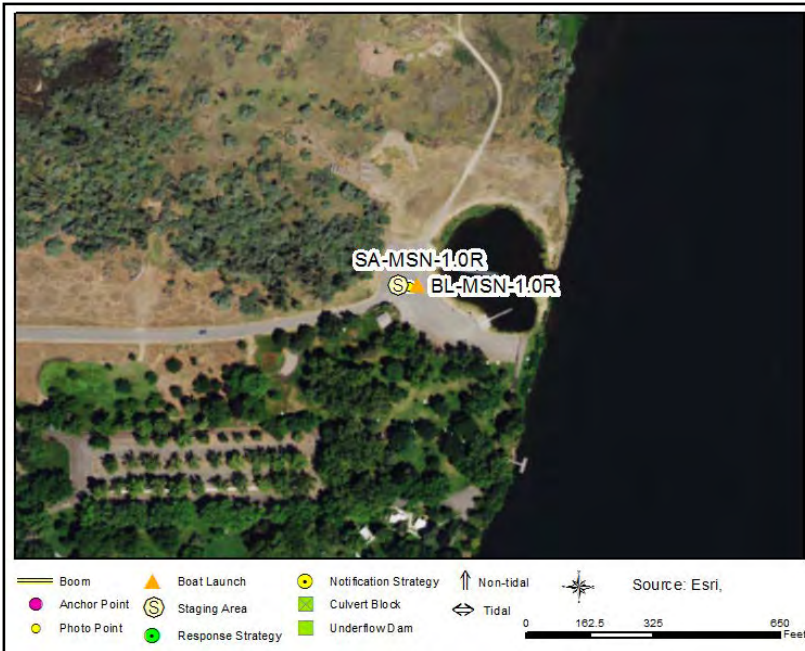 SA-MSN-1.0R
S BL-MSN-1.0R
Boom
Boat Launch
Notification Strategy
Non-tidal
Source: Esri,
Anchor Point
S Staging Area
Culvert Block
Tidal
Photo Point
Response Strategy
Underflow Dam
0 162.5 325 650
Feet